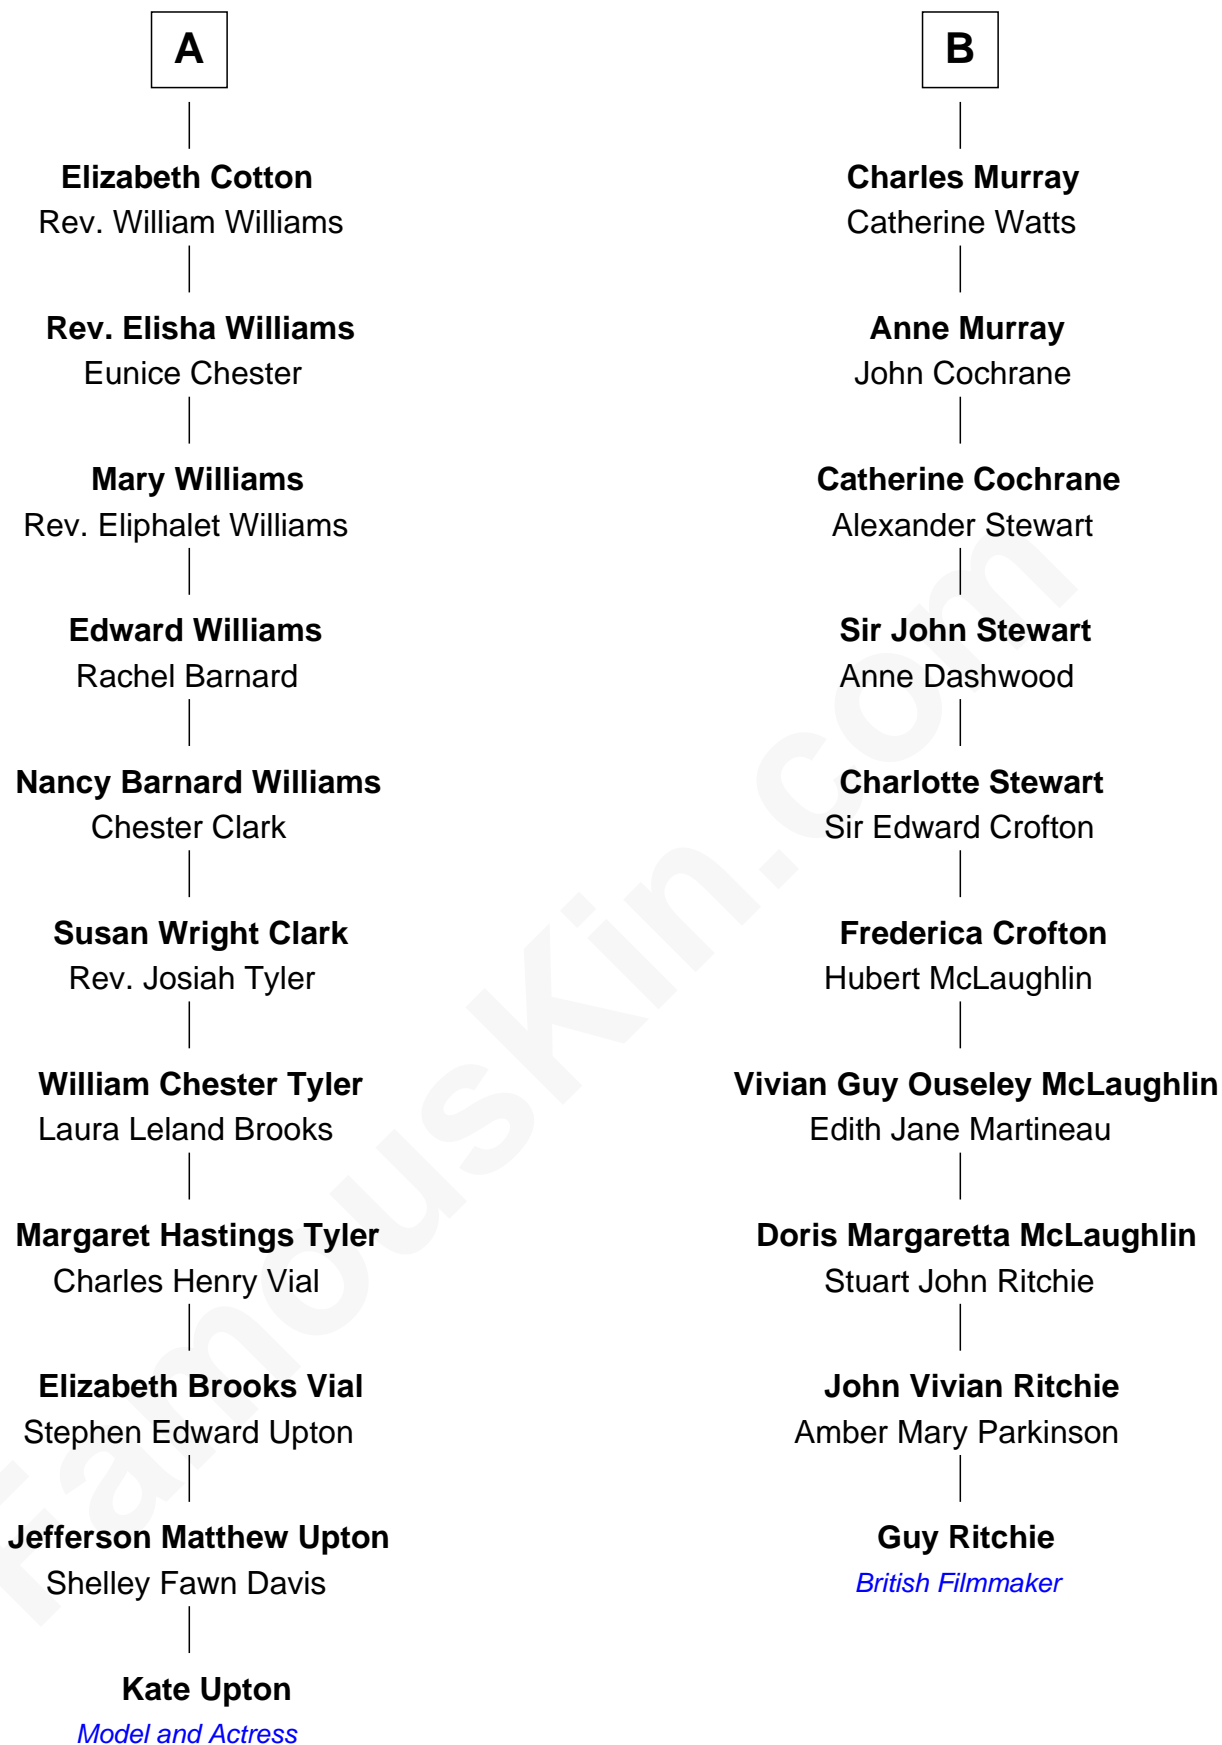 A
Elizabeth Cotton
Rev. William Williams
Rev. Elisha Williams
Eunice Chester
Mary Williams
Rev. Eliphalet Williams
Edward Williams
Rachel Barnard
Nancy Barnard Williams
Chester Clark
Susan Wright Clark
Rev. Josiah Tyler
William Chester Tyler
Laura Leland Brooks
Margaret Hastings Tyler
Charles Henry Vial
Elizabeth Brooks Vial
Stephen Edward Upton
Jefferson Matthew Upton
Shelley Fawn Davis
Kate Upton
Model and Actress
B
Charles Murray
Catherine Watts
Anne Murray
John Cochrane
Catherine Cochrane
Alexander Stewart
Sir John Stewart
Anne Dashwood
Charlotte Stewart
Sir Edward Crofton
Frederica Crofton
Hubert McLaughlin
Vivian Guy Ouseley McLaughlin
Edith Jane Martineau
Doris Margaretta McLaughlin
Stuart John Ritchie
John Vivian Ritchie
Amber Mary Parkinson
Guy Ritchie
British Filmmaker
FamousKin.com